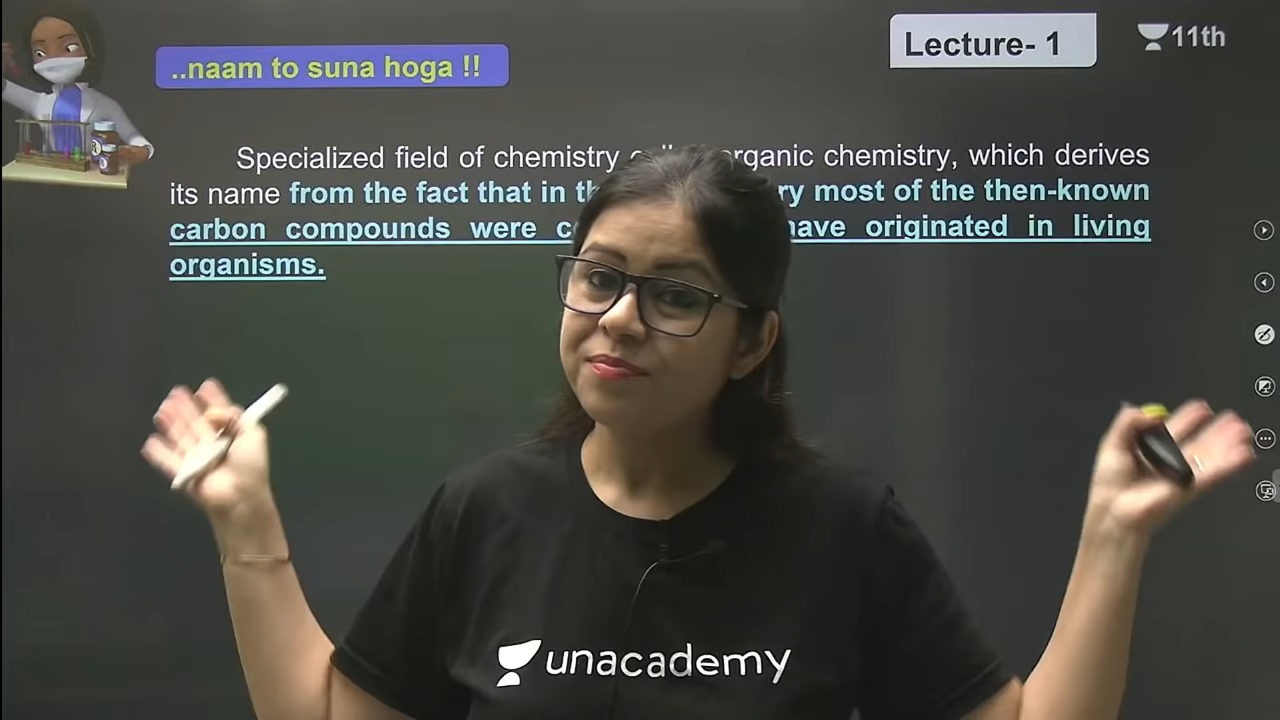 ..naam to suna hoga !!
Lecture- 1
11th
Specialized field of chemistry organic chemistry, which derives
its name from the fact that in most of the then-known
carbon compounds were have originated in living
organisms.
unacademy